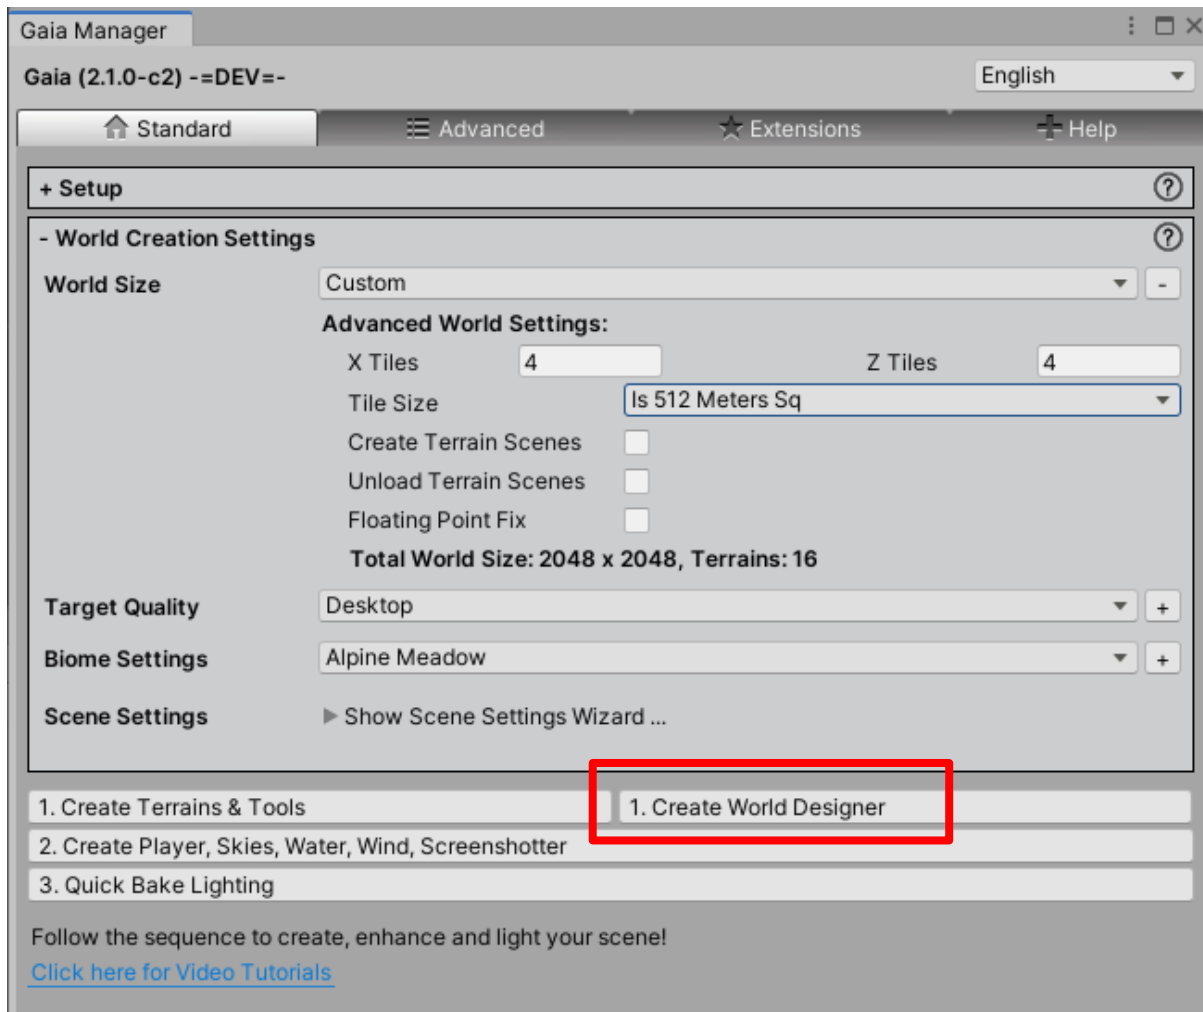 Gaia Manager
Gaia (2.1.0-c2) -=DEV=-
English
Standard
Advanced
Extensions
Help
+ Setup
?
- World Creation Settings
?
World Size
Custom
-
Advanced World Settings:
X Tiles
4
Z Tiles
4
Tile Size
Is 512 Meters Sq
Create Terrain Scenes
Unload Terrain Scenes
Floating Point Fix
Total World Size: 2048 x 2048, Terrains: 16
Target Quality
Desktop
+
Biome Settings
Alpine Meadow
+
Scene Settings
Show Scene Settings Wizard ...
1. Create Terrains & Tools
1. Create World Designer
2. Create Player, Skies, Water, Wind, Screenshotter
3. Quick Bake Lighting
Follow the sequence to create, enhance and light your scene!
Click here for Video Tutorials